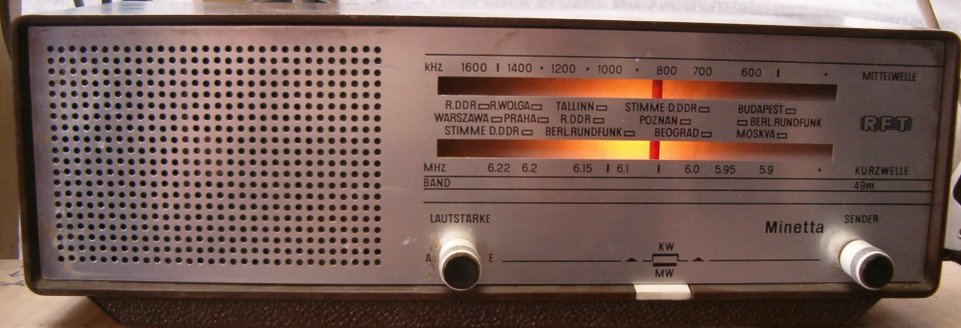 KHZ 1600 1400 1200 1000 800 700 600 MITTELWELLE
R.DDR R.WOLGA TALLINN STIMME D.DDR BUDAPEST
WARSZAWA PRAHA R.DDR POZNAN BERL.RUNDFUNK RFT
STIMME D.DDR BERL.RUNDFUNK BEOGRAD MOSKVA
MHZ 6.22 6.2 6.15 6.1 6.0 5.95 5.9 KURZWELLE
BAND 49m
LAUTSTÄRKE Minetta SENDER
A E KW
MW